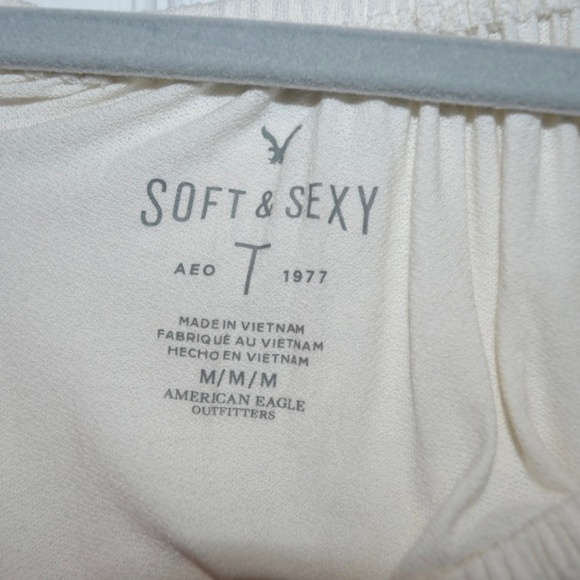 SOFT & SEXY
AEO T 1977
MADE IN VIETNAM
FABRIQUÉ AU VIETNAM
HECHO EN VIETNAM
M/M/M
AMERICAN EAGLE
OUTFITTERS